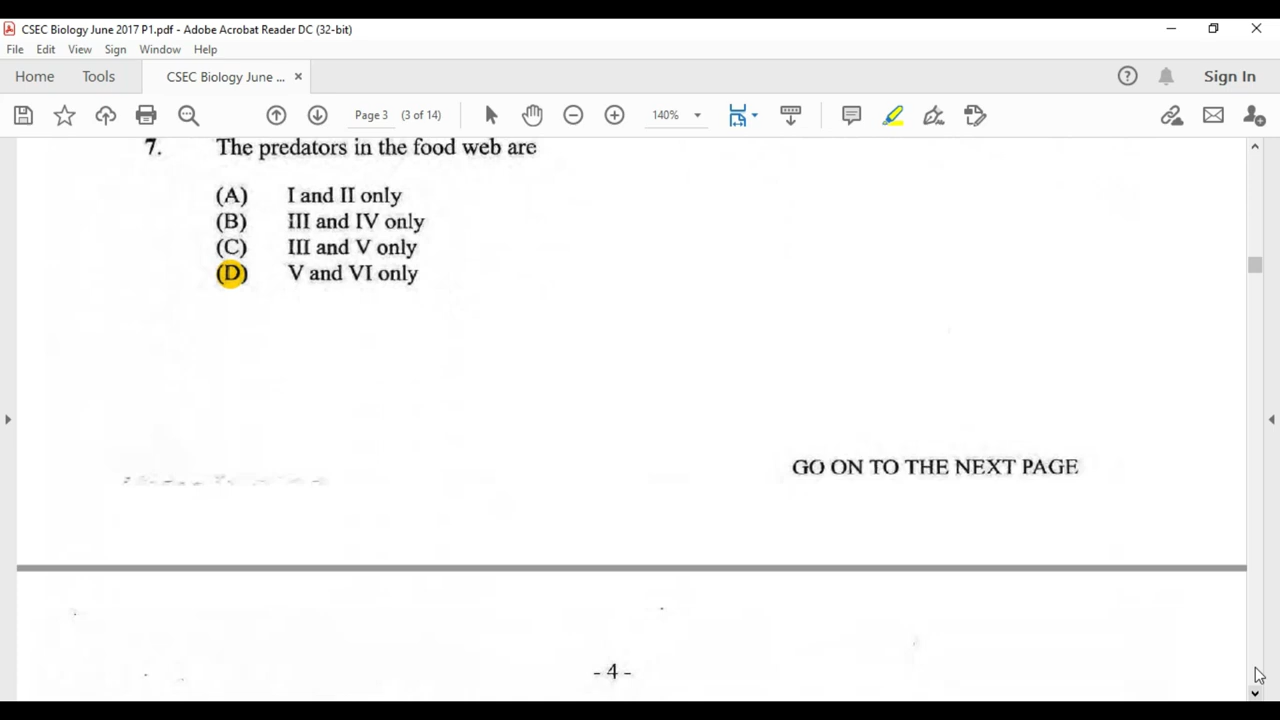 CSEC Biology June 2017 P1.pdf - Adobe Acrobat Reader DC (32-bit)
File Edit View Sign Window Help
Home Tools CSEC Biology June ... × Sign In
Page 3 (3 of 14) 140%
7. The predators in the food web are
(A) I and II only
(B) III and IV only
(C) III and V only
(D) V and VI only
GO ON TO THE NEXT PAGE
- 4 -